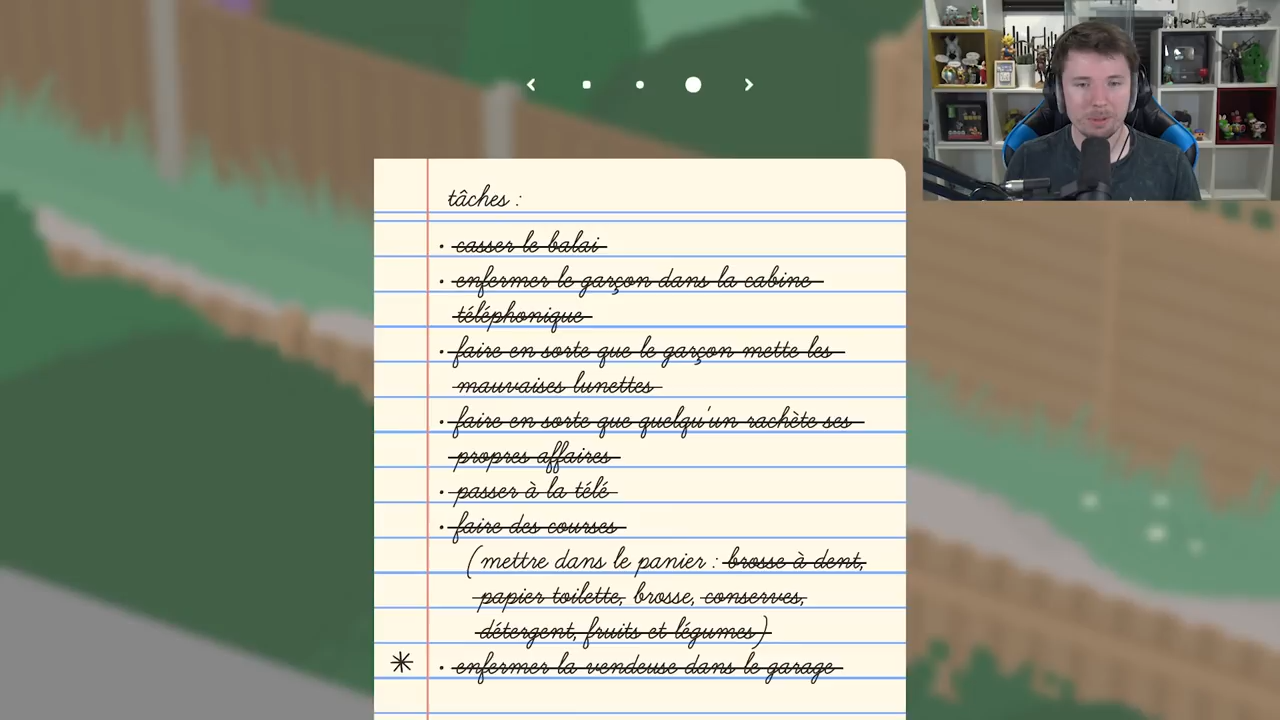 tâches :
• casser le balai
• enfermer le garçon dans la cabine
téléphonique
• faire en sorte que le garçon mette les
mauvaises lunettes
• faire en sorte que quelqu'un rachète ses
propres affaires
• passer à la télé
• faire des courses
(mettre dans le panier : brosse à dent,
papier toilette, brosse, conserves,
détergent, fruits et légumes)
• enfermer la vendeuse dans le garage